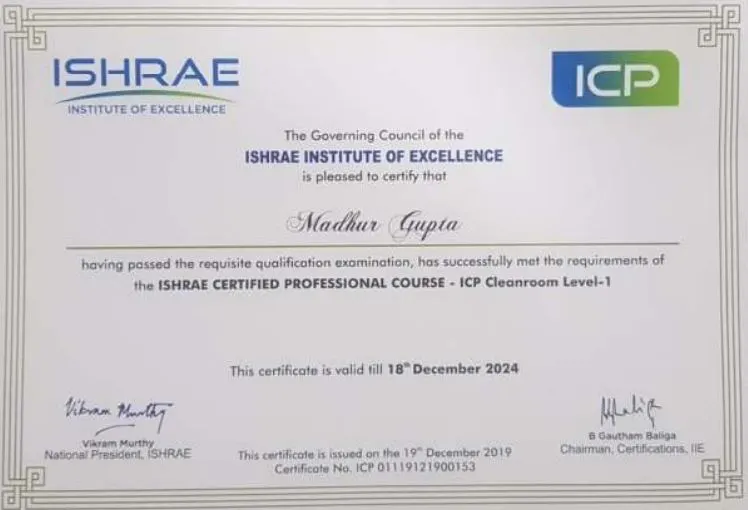 ISHRAE
INSTITUTE OF EXCELLENCE
ICP
The Governing Council of the
ISHRAE INSTITUTE OF EXCELLENCE
is pleased to certify that
Madhur Gupta
having passed the requisite qualification examination, has successfully met the requirements of
the ISHRAE CERTIFIED PROFESSIONAL COURSE - ICP Cleanroom Level-1
This certificate is valid till 18th December 2024
Vikram Murthy
Vikram Murthy
National President, ISHRAE
This certificate is issued on the 19th December 2019
Certificate No. ICP 01119121900153
B Gautham Baliga
Chairman, Certifications, IIE